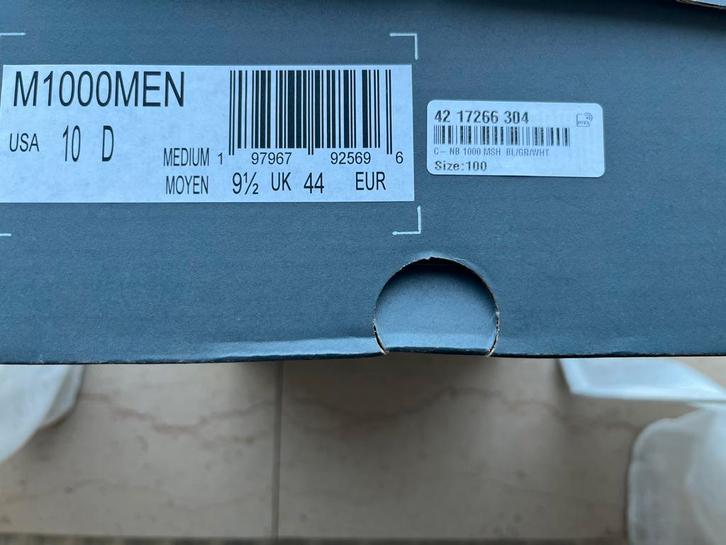 M1000MEN
USA 10 D
MEDIUM
MOYEN
1 97967 92569 6
9½ UK 44 EUR
42 17266 304
C- NB 1000 MSH BL/GR/WHT
Size:100